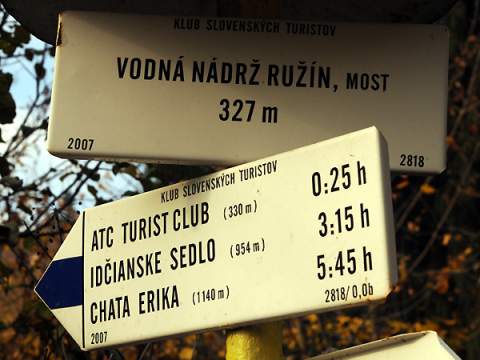 KLUB SLOVENSKÝCH TURISTOV
VODNÁ NÁDRŽ RUŽÍN, MOST
327 m
2007 2818
KLUB SLOVENSKÝCH TURISTOV
ATC TURIST CLUB (330 m) 0:25 h
IDČIANSKE SEDLO (954 m) 3:15 h
CHATA ERIKA (1140 m) 5:45 h
2007 2818/0,0h